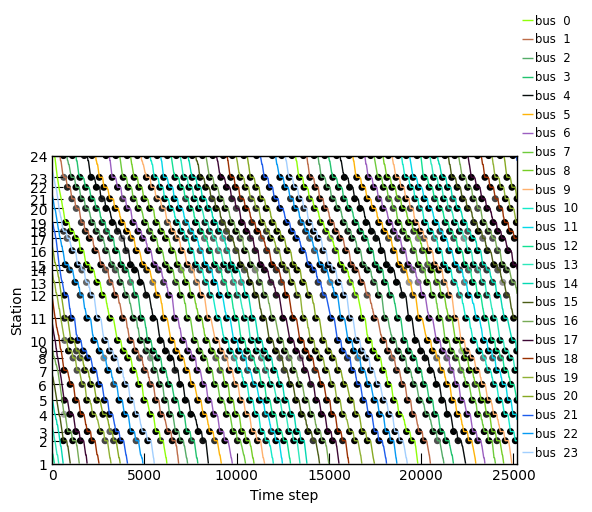 bus 0
bus 1
bus 2
bus 3
bus 4
bus 5
bus 6
bus 7
bus 8
bus 9
bus 10
bus 11
bus 12
bus 13
bus 14
bus 15
bus 16
bus 17
bus 18
bus 19
bus 20
bus 21
bus 22
bus 23
Station
24
23
22
21
20
19
18
17
16
15
14
13
12
11
10
9
8
7
6
5
4
3
2
1
0 5000 10000 15000 20000 25000
Time step